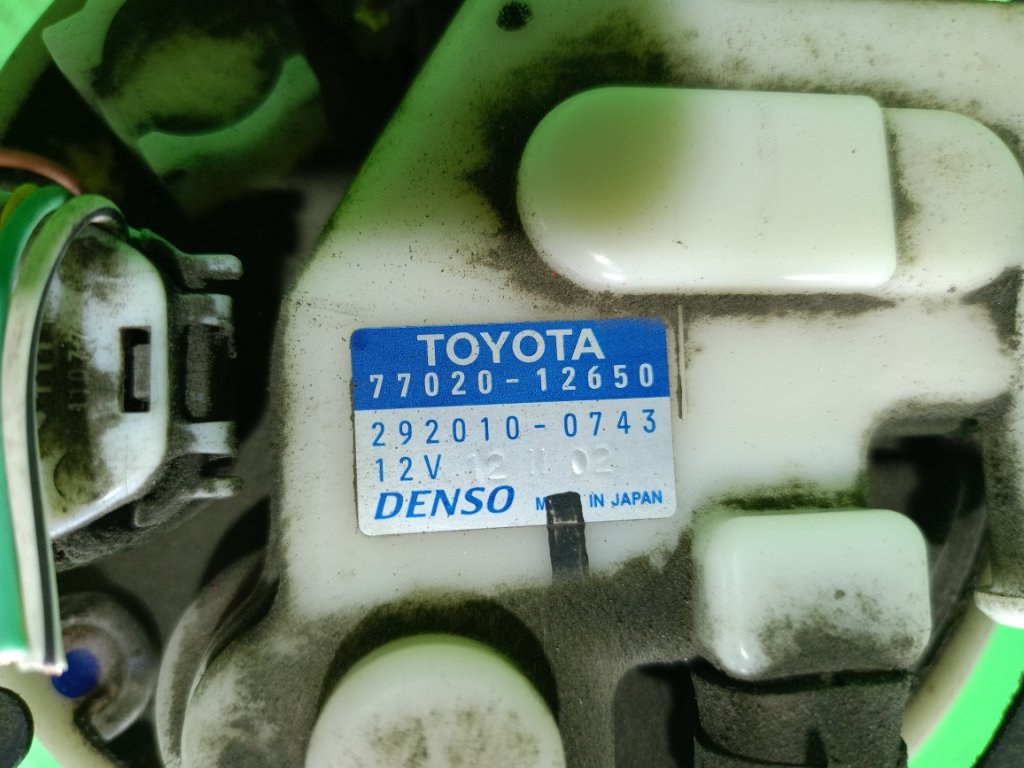 TOYOTA
77020-12650
292010-0743
12V 12 11 02
DENSO M IN JAPAN